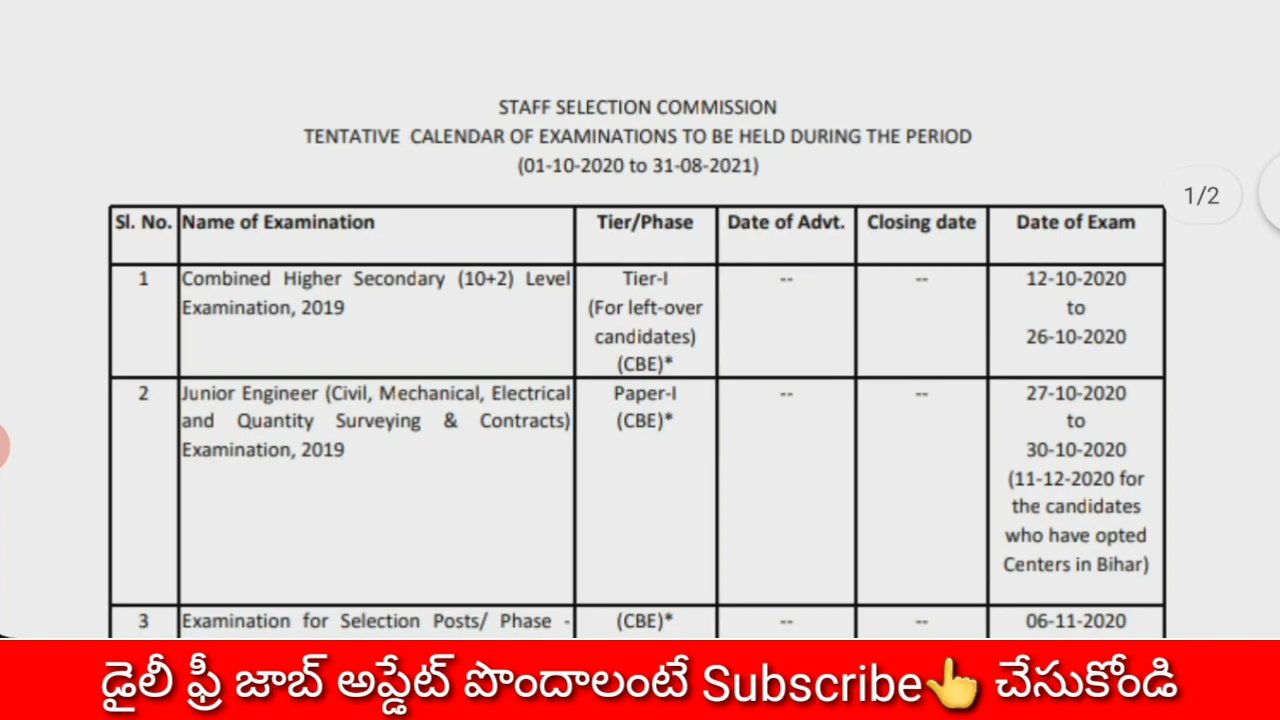 STAFF SELECTION COMMISSION
TENTATIVE CALENDAR OF EXAMINATIONS TO BE HELD DURING THE PERIOD
(01-10-2020 to 31-08-2021)
1/2
Sl. No. Name of Examination Tier/Phase Date of Advt. Closing date Date of Exam
1 Combined Higher Secondary (10+2) Level Tier-I -- -- 12-10-2020
Examination, 2019 (For left-over to
candidates) 26-10-2020
(CBE)*
2 Junior Engineer (Civil, Mechanical, Electrical Paper-I -- -- 27-10-2020
and Quantity Surveying & Contracts) (CBE)* to
Examination, 2019 30-10-2020
(11-12-2020 for
the candidates
who have opted
Centers in Bihar)
3 Examination for Selection Posts/ Phase - (CBE)* -- -- 06-11-2020
డైలీ ఫ్రీ జాబ్ అప్డేట్ పొందాలంటే Subscribe👆 చేసుకోండి